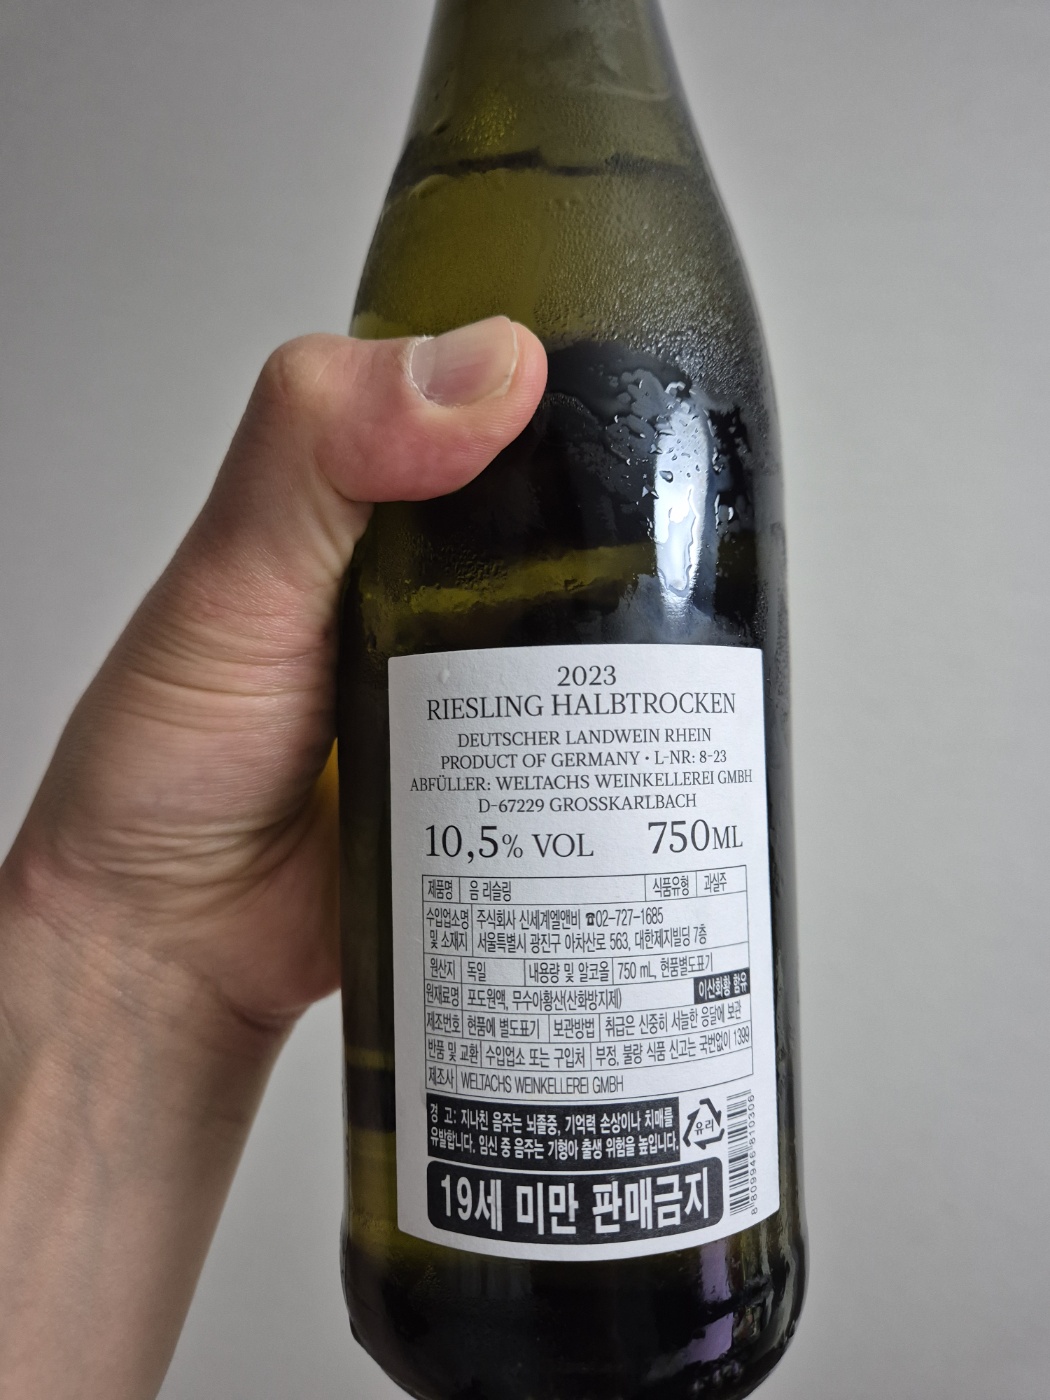 2023
RIESLING HALBTROCKEN
DEUTSCHER LANDWEIN RHEIN
PRODUCT OF GERMANY • L-NR: 8-23
ABFÜLLER: WELTACHS WEINKELLEREI GMBH
D-67229 GROSSKARLBACH
10,5% VOL 750ML
제품명 음 리슬링 식품유형 과실주
수입업소명 및 소재지 주식회사 신세계엘앤비 ☎02-727-1685
서울특별시 광진구 아차산로 563, 대한제지빌딩 7층
원산지 독일 내용량 및 알코올 750 mL, 현품별도표기
원재료명 포도원액, 무수아황산(산화방지제) 이산화황 함유
제조번호 현품에 별도표기 보관방법 취급은 신중히 서늘한 응달에 보관
반품 및 교환 수입업소 또는 구입처 부정, 불량 식품 신고는 국번없이 1399
제조사 WELTACHS WEINKELLEREI GMBH
경 고: 지나친 음주는 뇌졸중, 기억력 손상이나 치매를
유발합니다. 임신 중 음주는 기형아 출생 위험을 높입니다.
유리
19세 미만 판매금지
8 809946 810306